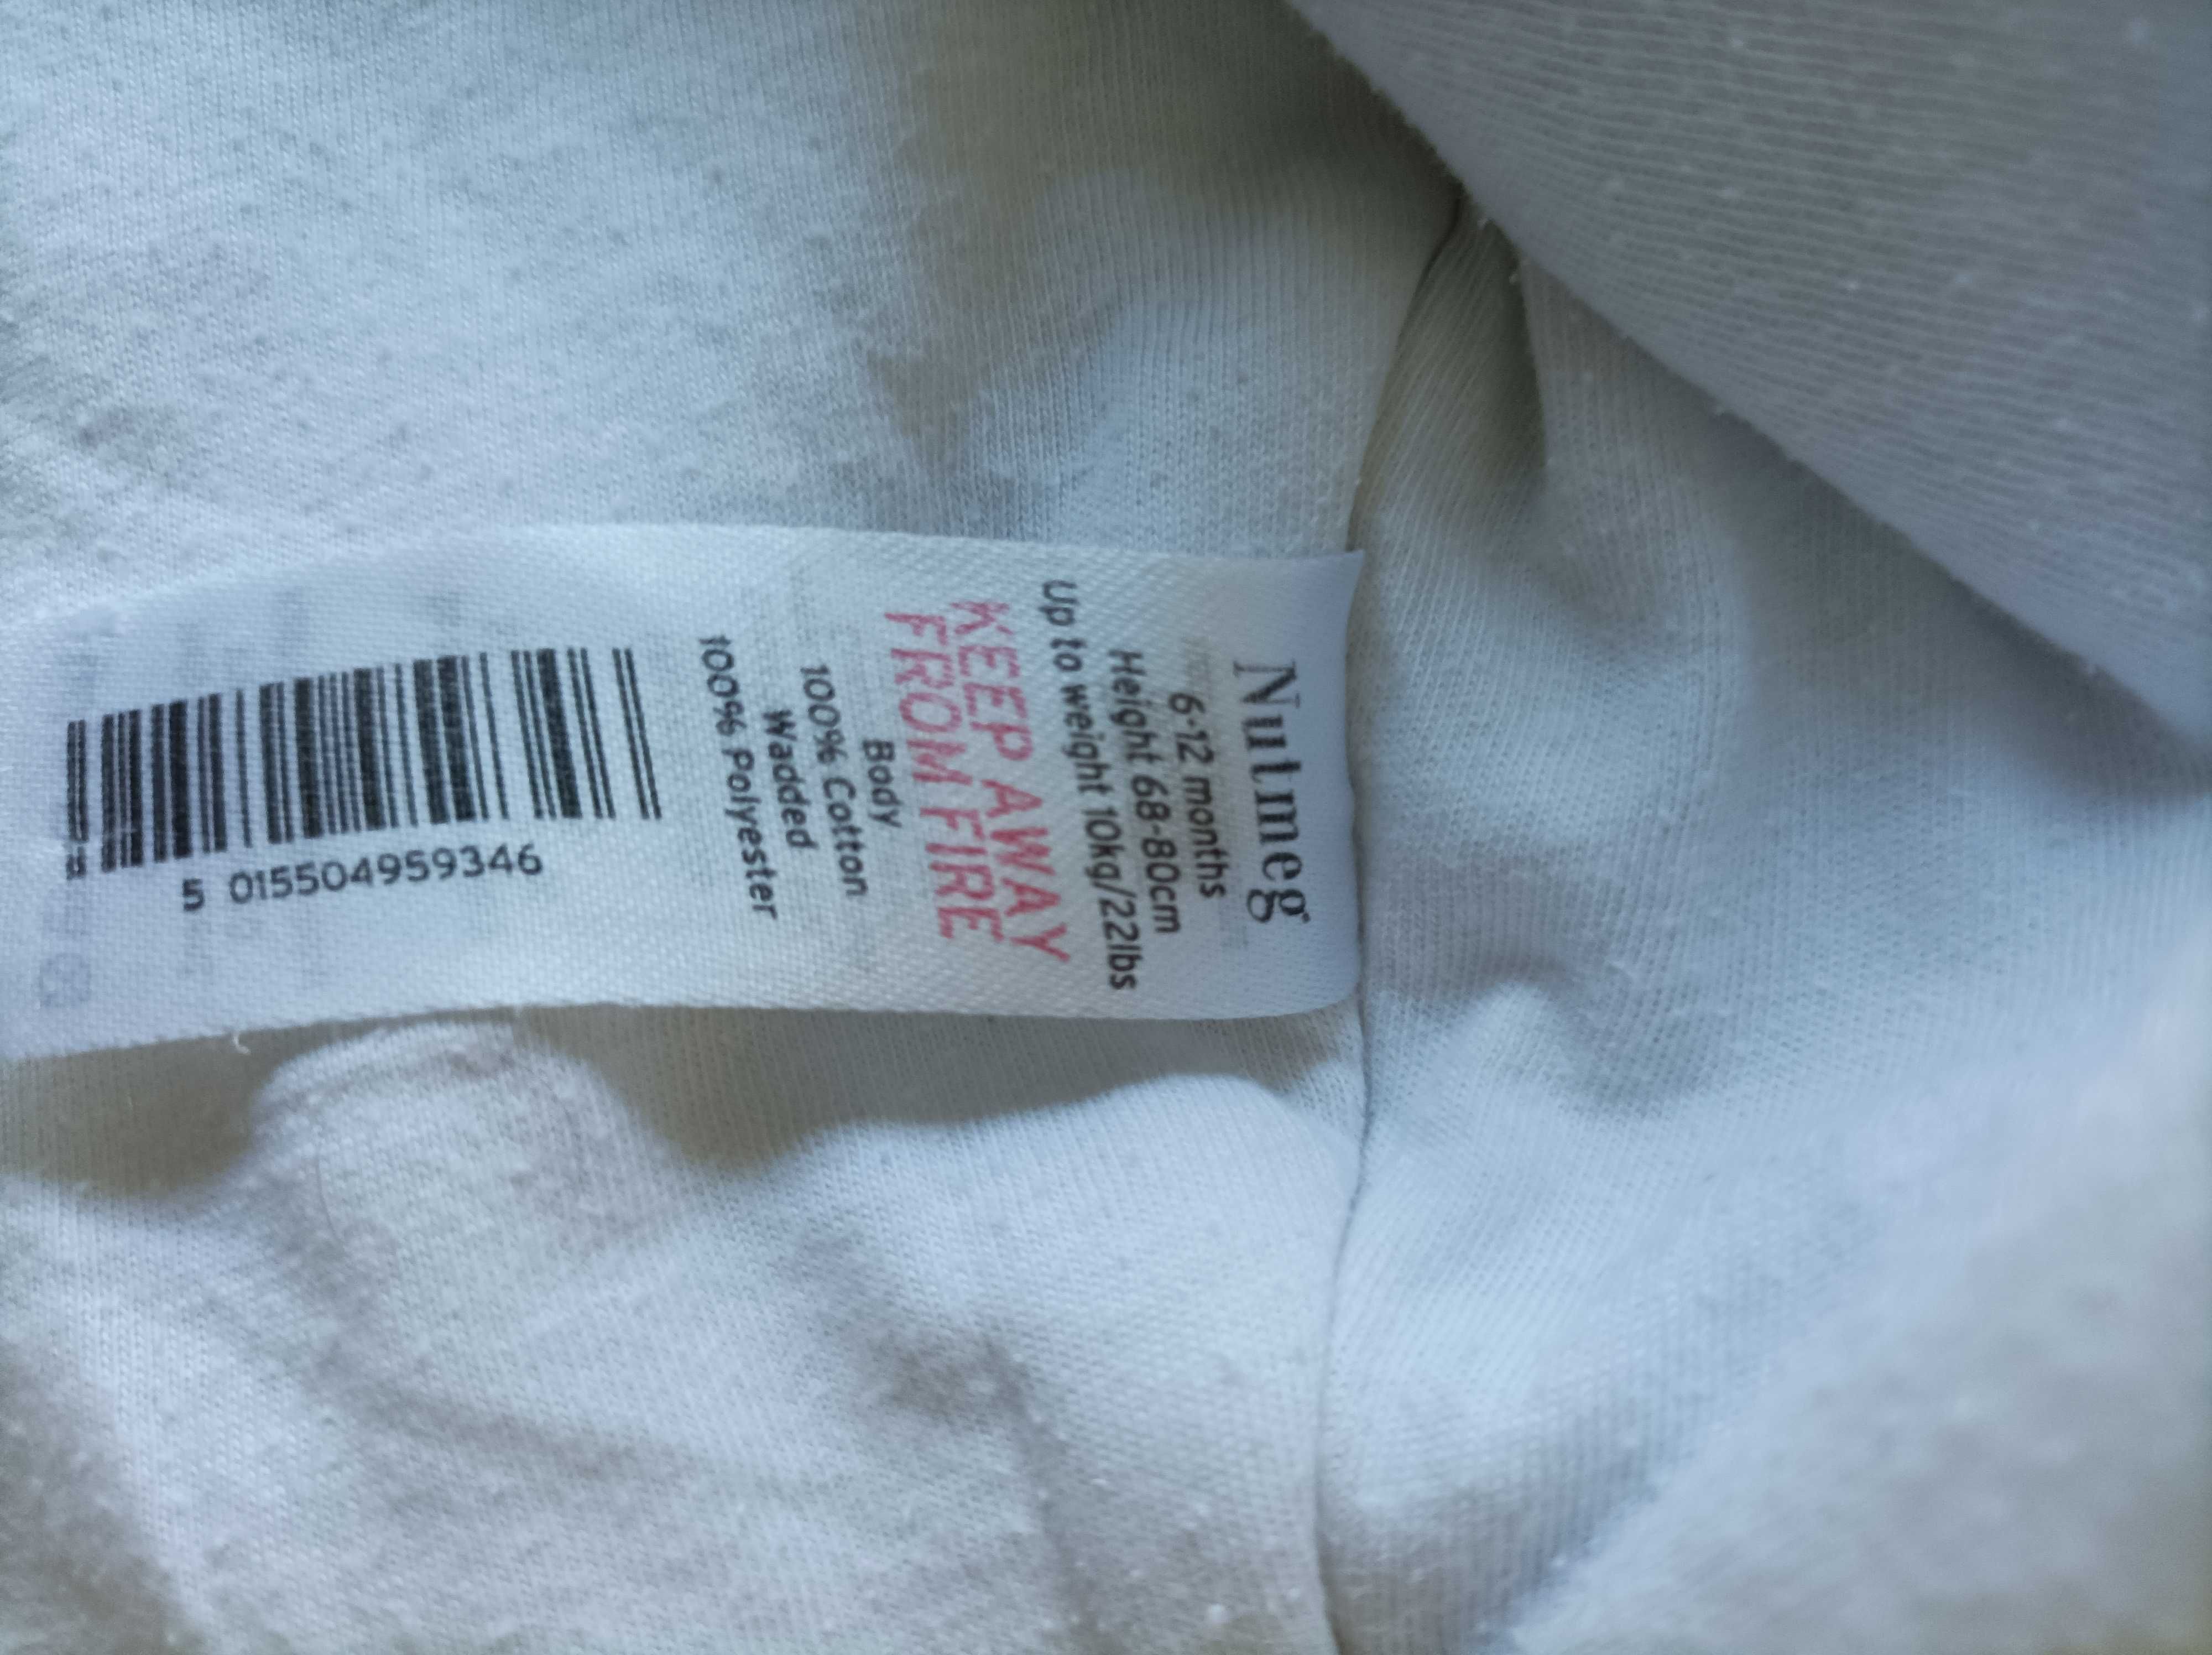 Nutmeg
6-12 months
Height 68-80cm
Up to weight 10kg/22lbs
KEEP AWAY
FROM FIRE
Body
100% Cotton
Wadded
100% Polyester
5 015504959346